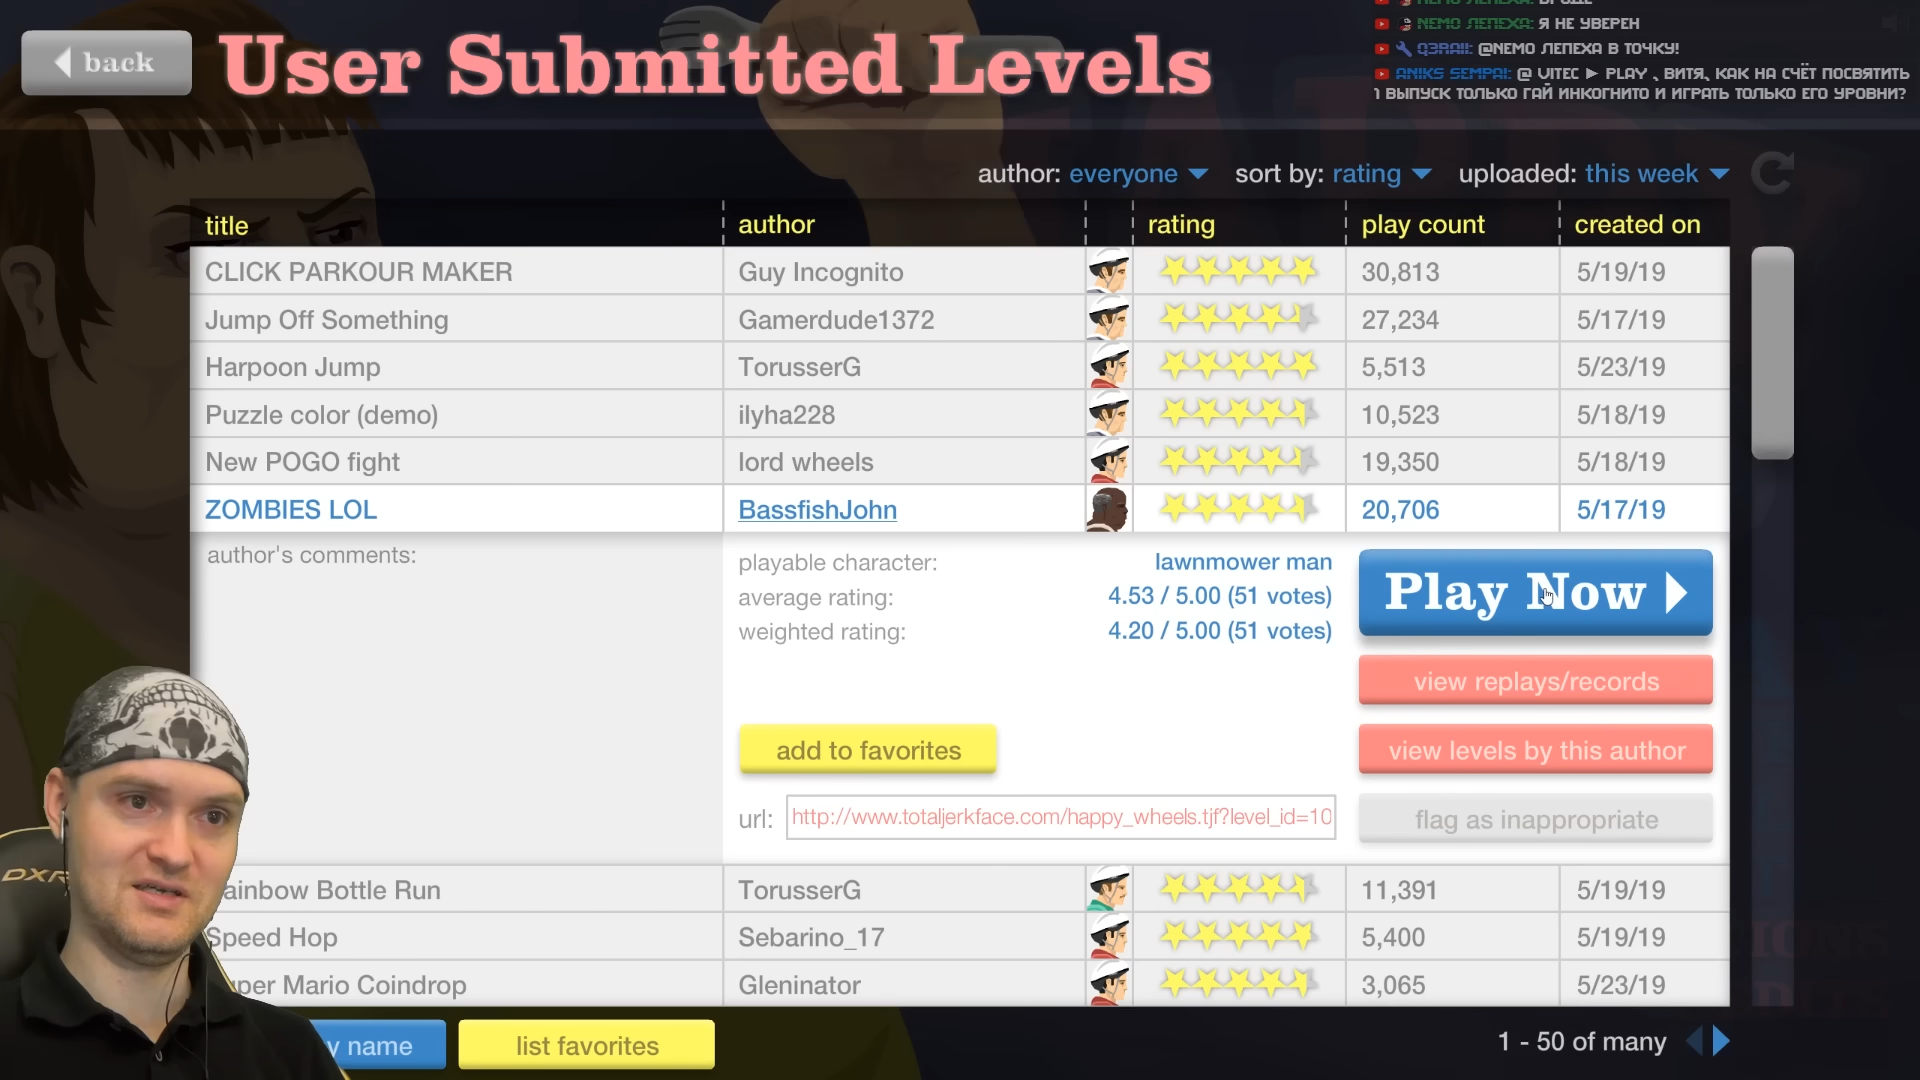 back
User Submitted Levels
NEMO ЛЕПЕХА: Я НЕ УВЕРЕН
Q3RAII: @NEMO ЛЕПЕХА В ТОЧКУ!
ANIKS SEMPAI: @ VITEC ► PLAY , ВИТЯ, КАК НА СЧЁТ ПОСВЯТИТЬ
1 ВЫПУСК ТОЛЬКО ГАЙ ИНКОГНИТО И ИГРАТЬ ТОЛЬКО ЕГО УРОВНИ?
author: everyone sort by: rating uploaded: this week
title author rating play count created on
CLICK PARKOUR MAKER Guy Incognito 30,813 5/19/19
Jump Off Something Gamerdude1372 27,234 5/17/19
Harpoon Jump TorusserG 5,513 5/23/19
Puzzle color (demo) ilyha228 10,523 5/18/19
New POGO fight lord wheels 19,350 5/18/19
ZOMBIES LOL BassfishJohn 20,706 5/17/19
author's comments:
playable character: lawnmower man
average rating: 4.53 / 5.00 (51 votes)
weighted rating: 4.20 / 5.00 (51 votes)
Play Now
view replays/records
add to favorites
view levels by this author
url: http://www.totaljerkface.com/happy_wheels.tjf?level_id=10
flag as inappropriate
ainbow Bottle Run TorusserG 11,391 5/19/19
Speed Hop Sebarino_17 5,400 5/19/19
per Mario Coindrop Gleninator 3,065 5/23/19
y name
list favorites
1 - 50 of many
DXR